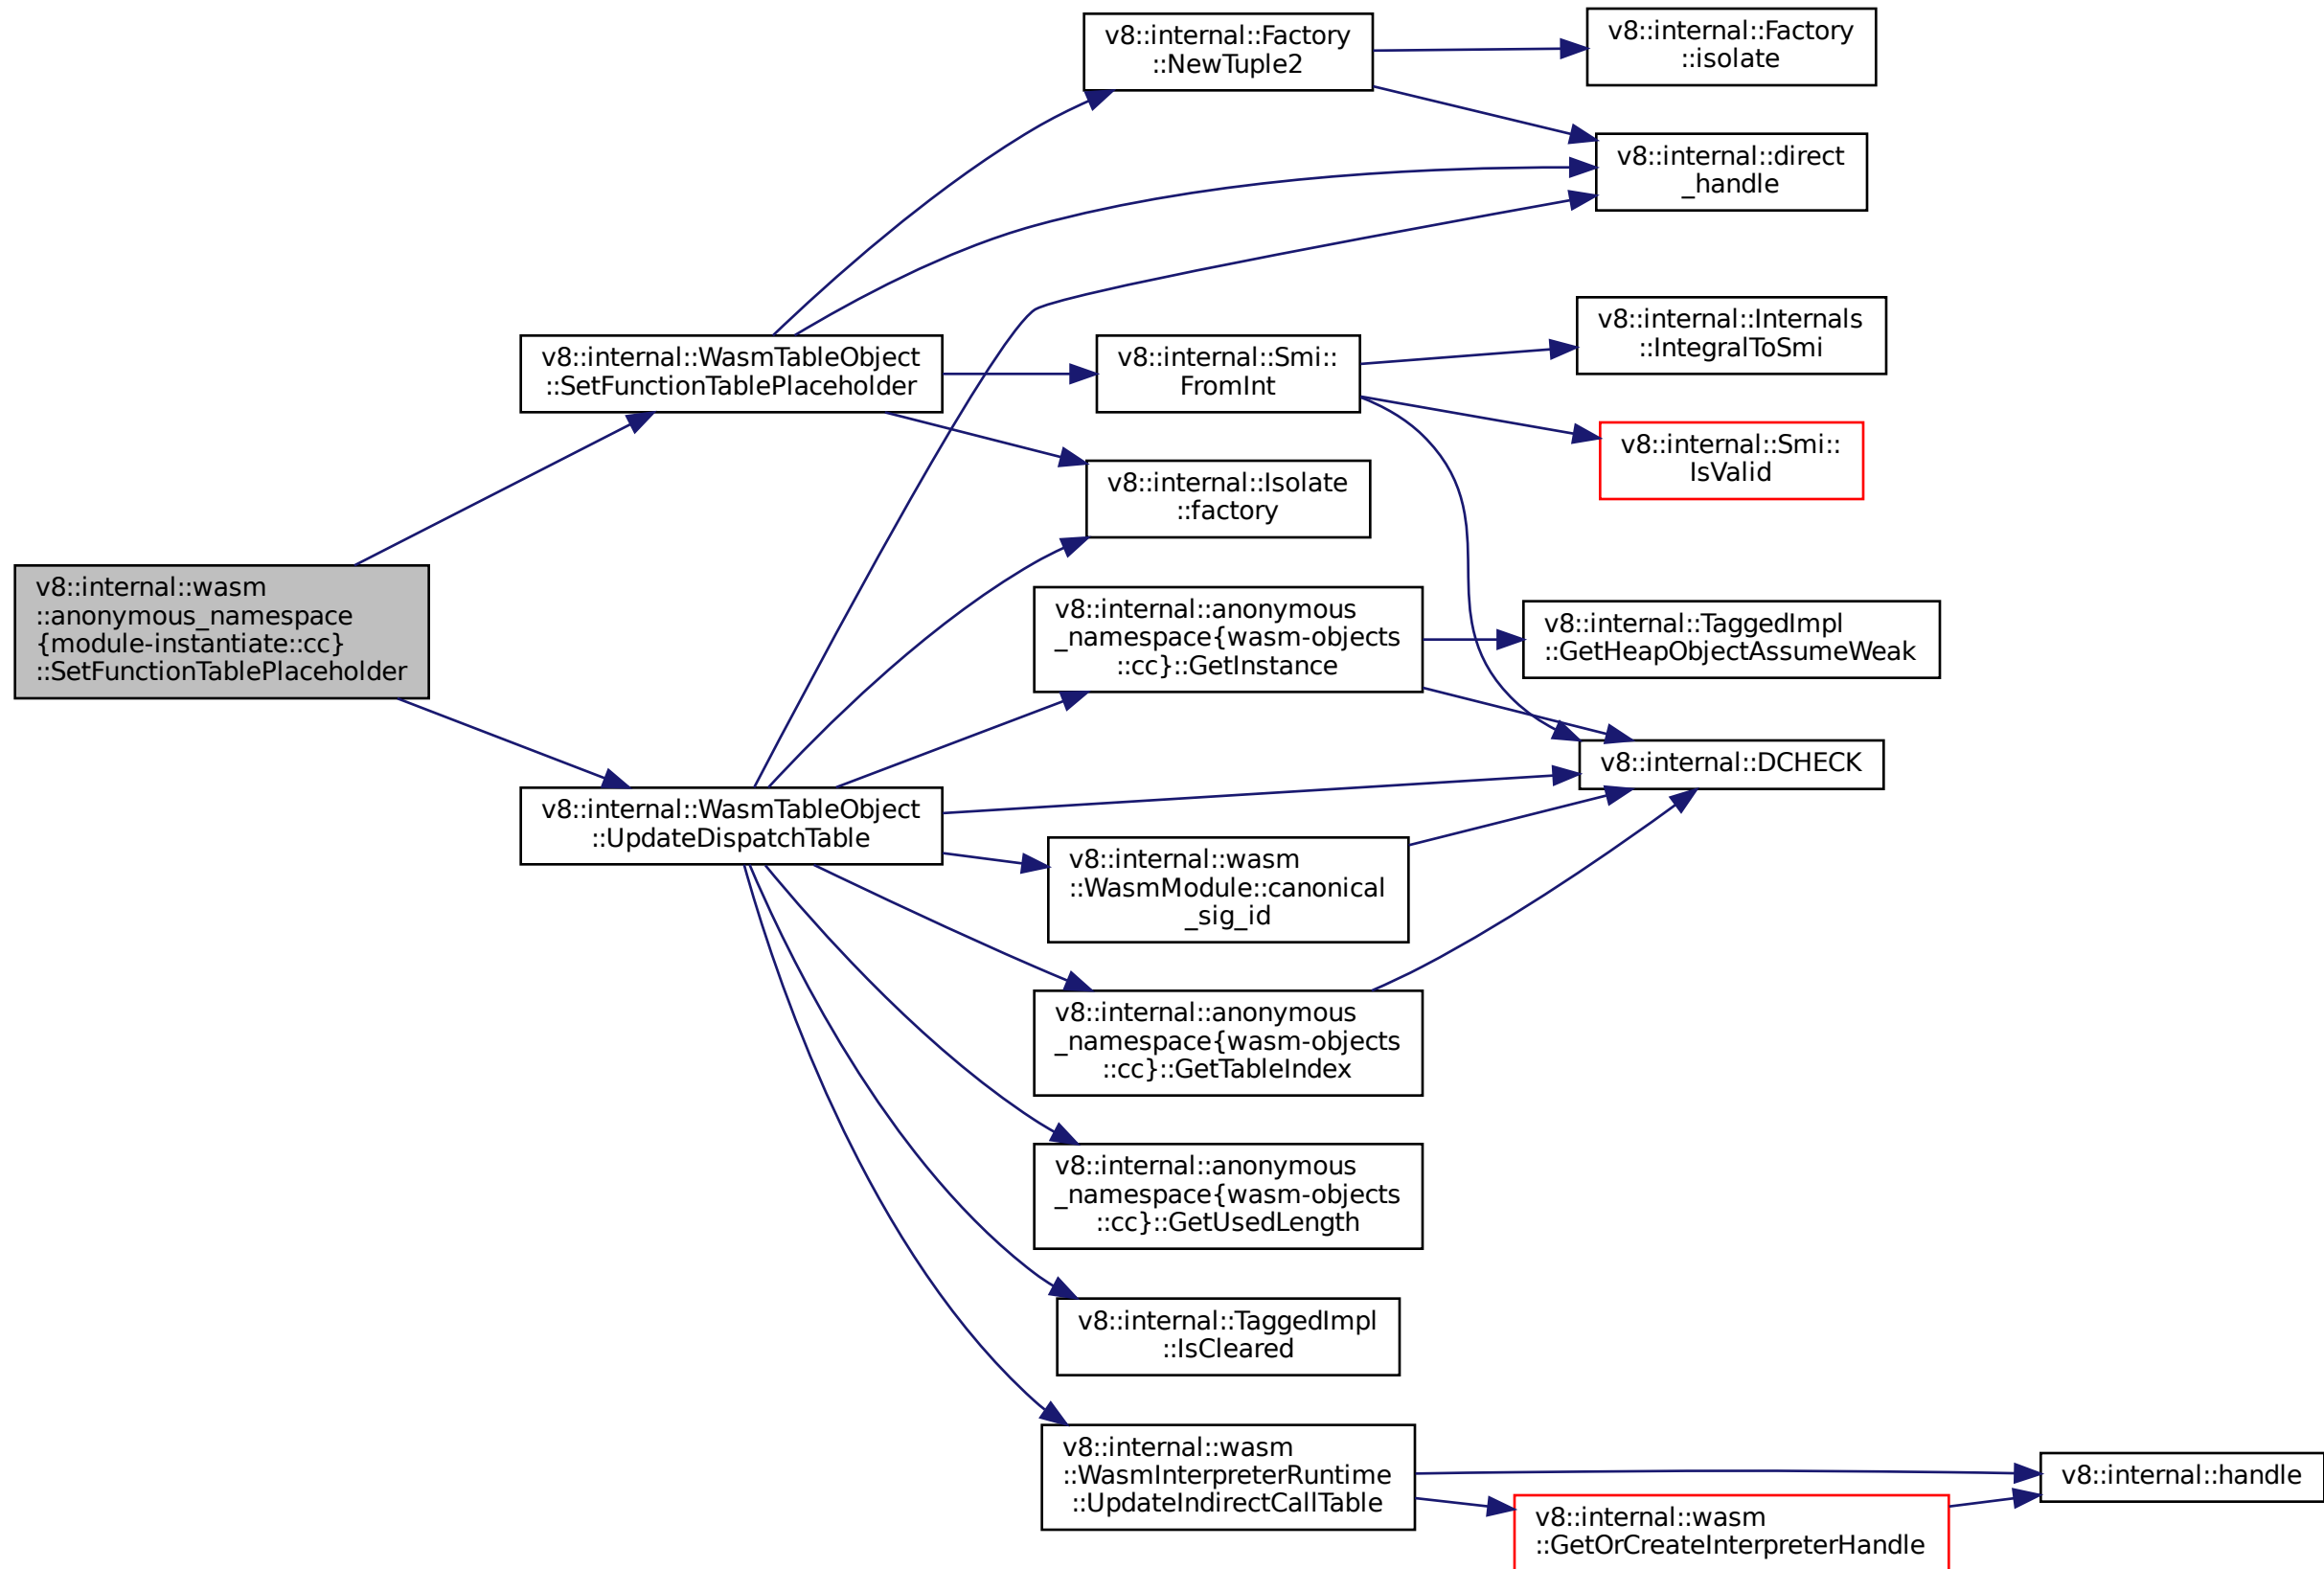 v8::internal::wasm
::anonymous_namespace
{module-instantiate::cc}
::SetFunctionTablePlaceholder
v8::internal::WasmTableObject
::SetFunctionTablePlaceholder
v8::internal::Factory
::NewTuple2
v8::internal::Factory
::isolate
v8::internal::direct
_handle
v8::internal::Smi::
FromInt
v8::internal::Internals
::IntegralToSmi
v8::internal::Smi::
IsValid
v8::internal::Isolate
::factory
v8::internal::WasmTableObject
::UpdateDispatchTable
v8::internal::anonymous
_namespace{wasm-objects
::cc}::GetInstance
v8::internal::TaggedImpl
::GetHeapObjectAssumeWeak
v8::internal::DCHECK
v8::internal::wasm
::WasmModule::canonical
_sig_id
v8::internal::anonymous
_namespace{wasm-objects
::cc}::GetTableIndex
v8::internal::anonymous
_namespace{wasm-objects
::cc}::GetUsedLength
v8::internal::TaggedImpl
::IsCleared
v8::internal::wasm
::WasmInterpreterRuntime
::UpdateIndirectCallTable
v8::internal::handle
v8::internal::wasm
::GetOrCreateInterpreterHandle